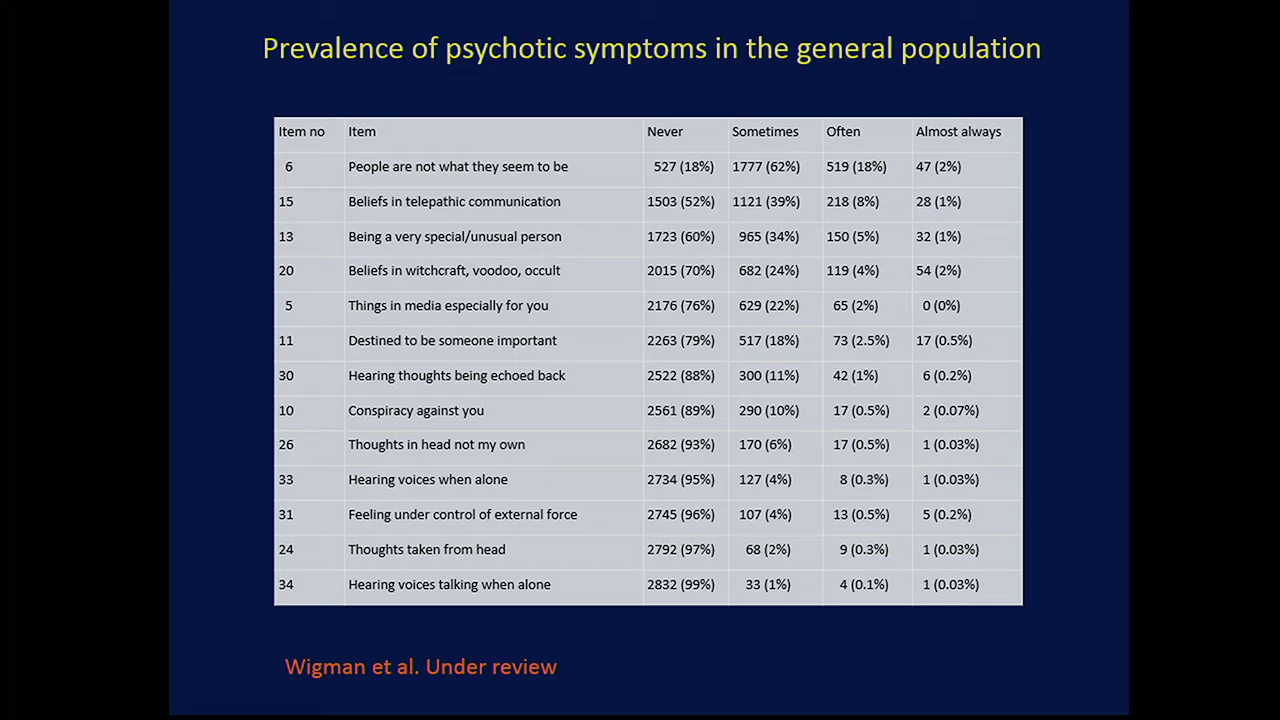 Prevalence of psychotic symptoms in the general population
Item no Item Never Sometimes Often Almost always
6 People are not what they seem to be 527 (18%) 1777 (62%) 519 (18%) 47 (2%)
15 Beliefs in telepathic communication 1503 (52%) 1121 (39%) 218 (8%) 28 (1%)
13 Being a very special/unusual person 1723 (60%) 965 (34%) 150 (5%) 32 (1%)
20 Beliefs in witchcraft, voodoo, occult 2015 (70%) 682 (24%) 119 (4%) 54 (2%)
5 Things in media especially for you 2176 (76%) 629 (22%) 65 (2%) 0 (0%)
11 Destined to be someone important 2263 (79%) 517 (18%) 73 (2.5%) 17 (0.5%)
30 Hearing thoughts being echoed back 2522 (88%) 300 (11%) 42 (1%) 6 (0.2%)
10 Conspiracy against you 2561 (89%) 290 (10%) 17 (0.5%) 2 (0.07%)
26 Thoughts in head not my own 2682 (93%) 170 (6%) 17 (0.5%) 1 (0.03%)
33 Hearing voices when alone 2734 (95%) 127 (4%) 8 (0.3%) 1 (0.03%)
31 Feeling under control of external force 2745 (96%) 107 (4%) 13 (0.5%) 5 (0.2%)
24 Thoughts taken from head 2792 (97%) 68 (2%) 9 (0.3%) 1 (0.03%)
34 Hearing voices talking when alone 2832 (99%) 33 (1%) 4 (0.1%) 1 (0.03%)
Wigman et al. Under review